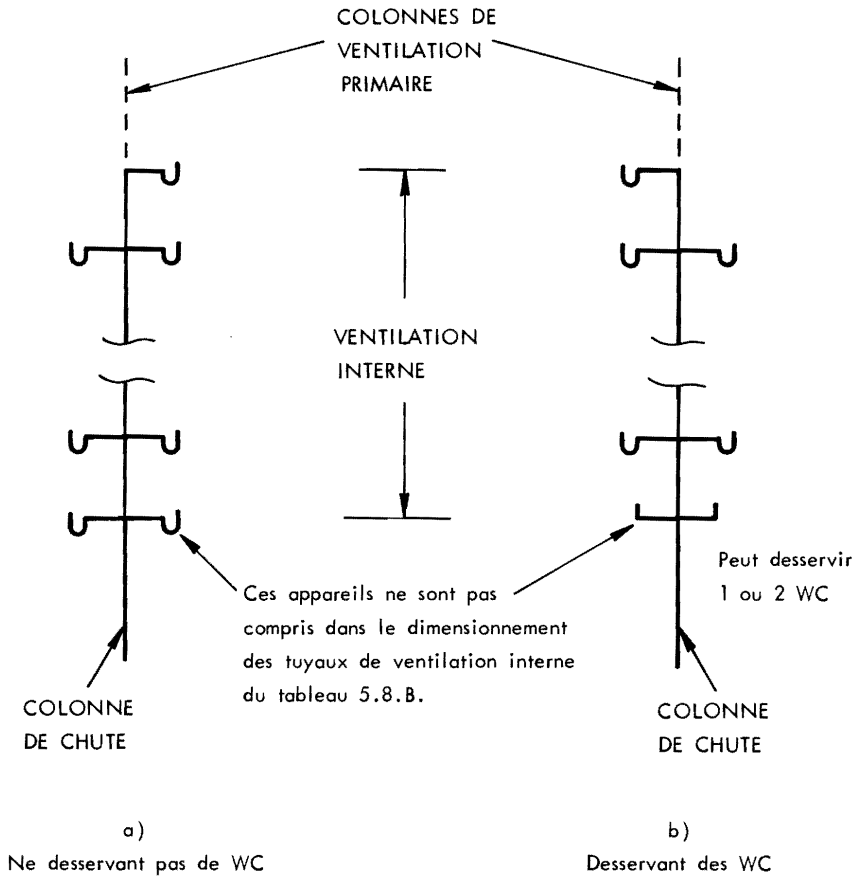 COLONNES DE
VENTILATION
PRIMAIRE
VENTILATION
INTERNE
Peut desservir
1 ou 2 WC
Ces appareils ne sont pas
compris dans le dimensionnement
des tuyaux de ventilation interne
du tableau 5.8.B.
COLONNE
DE CHUTE
COLONNE
DE CHUTE
a)
Ne desservant pas de WC
b)
Desservant des WC